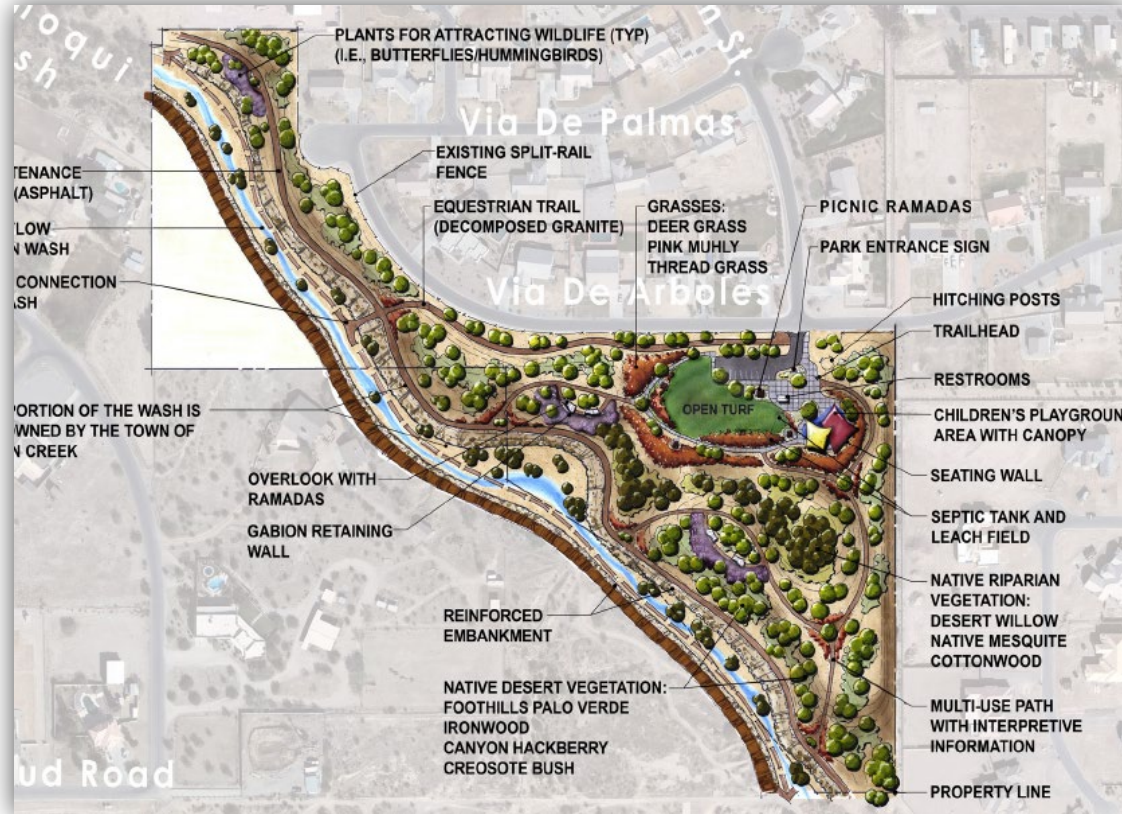 oqui
sh
n St.
PLANTS FOR ATTRACTING WILDLIFE (TYP)
(I.E., BUTTERFLIES/HUMMINGBIRDS)
Via De Palmas
EXISTING SPLIT-RAIL
FENCE
TENANCE
(ASPHALT)
EQUESTRIAN TRAIL
(DECOMPOSED GRANITE)
GRASSES:
DEER GRASS
PINK MUHLY
THREAD GRASS
PICNIC RAMADAS
PARK ENTRANCE SIGN
LOW
N WASH
CONNECTION
ASH
Via De Arboles
HITCHING POSTS
TRAILHEAD
RESTROOMS
OPEN TURF
CHILDREN'S PLAYGROUN
AREA WITH CANOPY
PORTION OF THE WASH IS
OWNED BY THE TOWN OF
N CREEK
SEATING WALL
OVERLOOK WITH
RAMADAS
SEPTIC TANK AND
LEACH FIELD
GABION RETAINING
WALL
NATIVE RIPARIAN
VEGETATION:
DESERT WILLOW
NATIVE MESQUITE
COTTONWOOD
REINFORCED
EMBANKMENT
NATIVE DESERT VEGETATION:
FOOTHILLS PALO VERDE
IRONWOOD
CANYON HACKBERRY
CREOSOTE BUSH
MULTI-USE PATH
WITH INTERPRETIVE
INFORMATION
ud Road
PROPERTY LINE